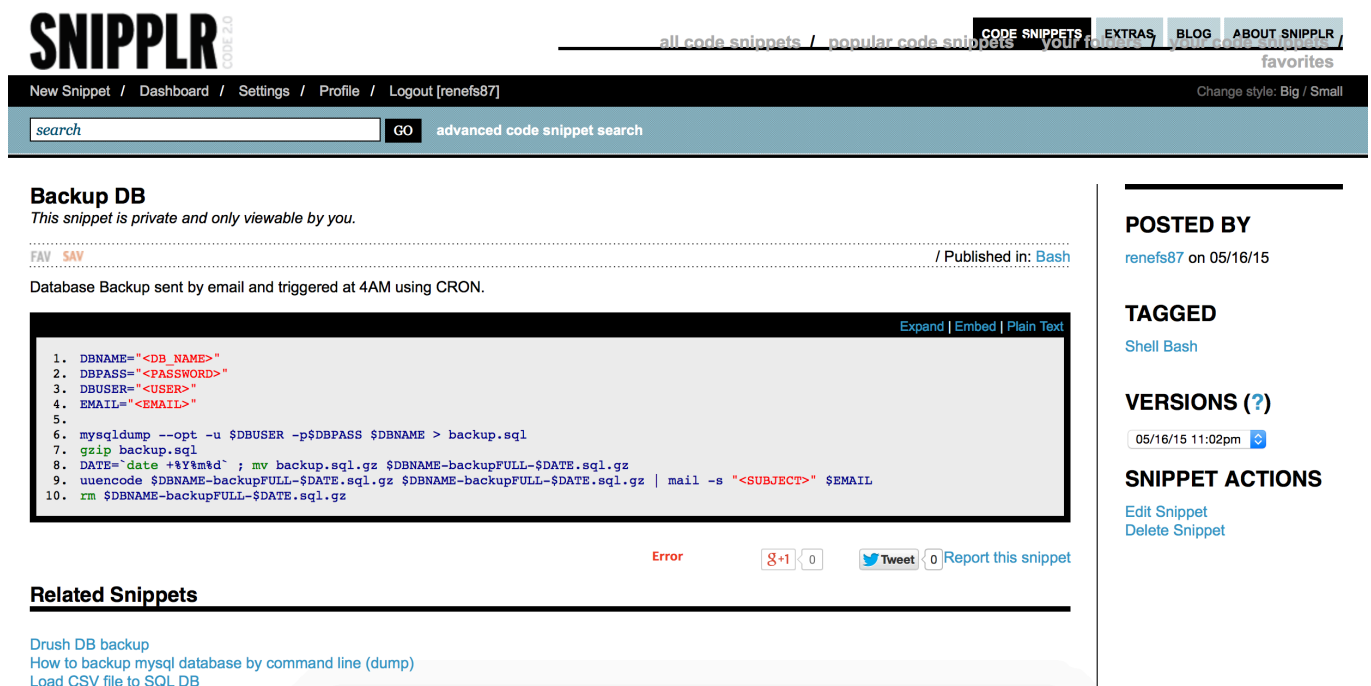 SNIPPLR CODE 2.0
CODE SNIPPETS EXTRAS BLOG ABOUT SNIPPLR
all code snippets / popular code snippets / your folders / your code snippets /
favorites
New Snippet / Dashboard / Settings / Profile / Logout [renefs87]
Change style: Big / Small
search GO advanced code snippet search
Backup DB
This snippet is private and only viewable by you.
FAV SAV / Published in: Bash
Database Backup sent by email and triggered at 4AM using CRON.
Expand | Embed | Plain Text
1. DBNAME="<DB_NAME>"
2. DBPASS="<PASSWORD>"
3. DBUSER="<USER>"
4. EMAIL="<EMAIL>"
5.
6. mysqldump --opt -u $DBUSER -p$DBPASS $DBNAME > backup.sql
7. gzip backup.sql
8. DATE=`date +%Y%m%d` ; mv backup.sql.gz $DBNAME-backupFULL-$DATE.sql.gz
9. uuencode $DBNAME-backupFULL-$DATE.sql.gz $DBNAME-backupFULL-$DATE.sql.gz | mail -s "<SUBJECT>" $EMAIL
10. rm $DBNAME-backupFULL-$DATE.sql.gz
Error g+1 0 Tweet 0 Report this snippet
Related Snippets
Drush DB backup
How to backup mysql database by command line (dump)
Load CSV file to SQL DB
POSTED BY
renefs87 on 05/16/15
TAGGED
Shell Bash
VERSIONS (?)
05/16/15 11:02pm
SNIPPET ACTIONS
Edit Snippet
Delete Snippet